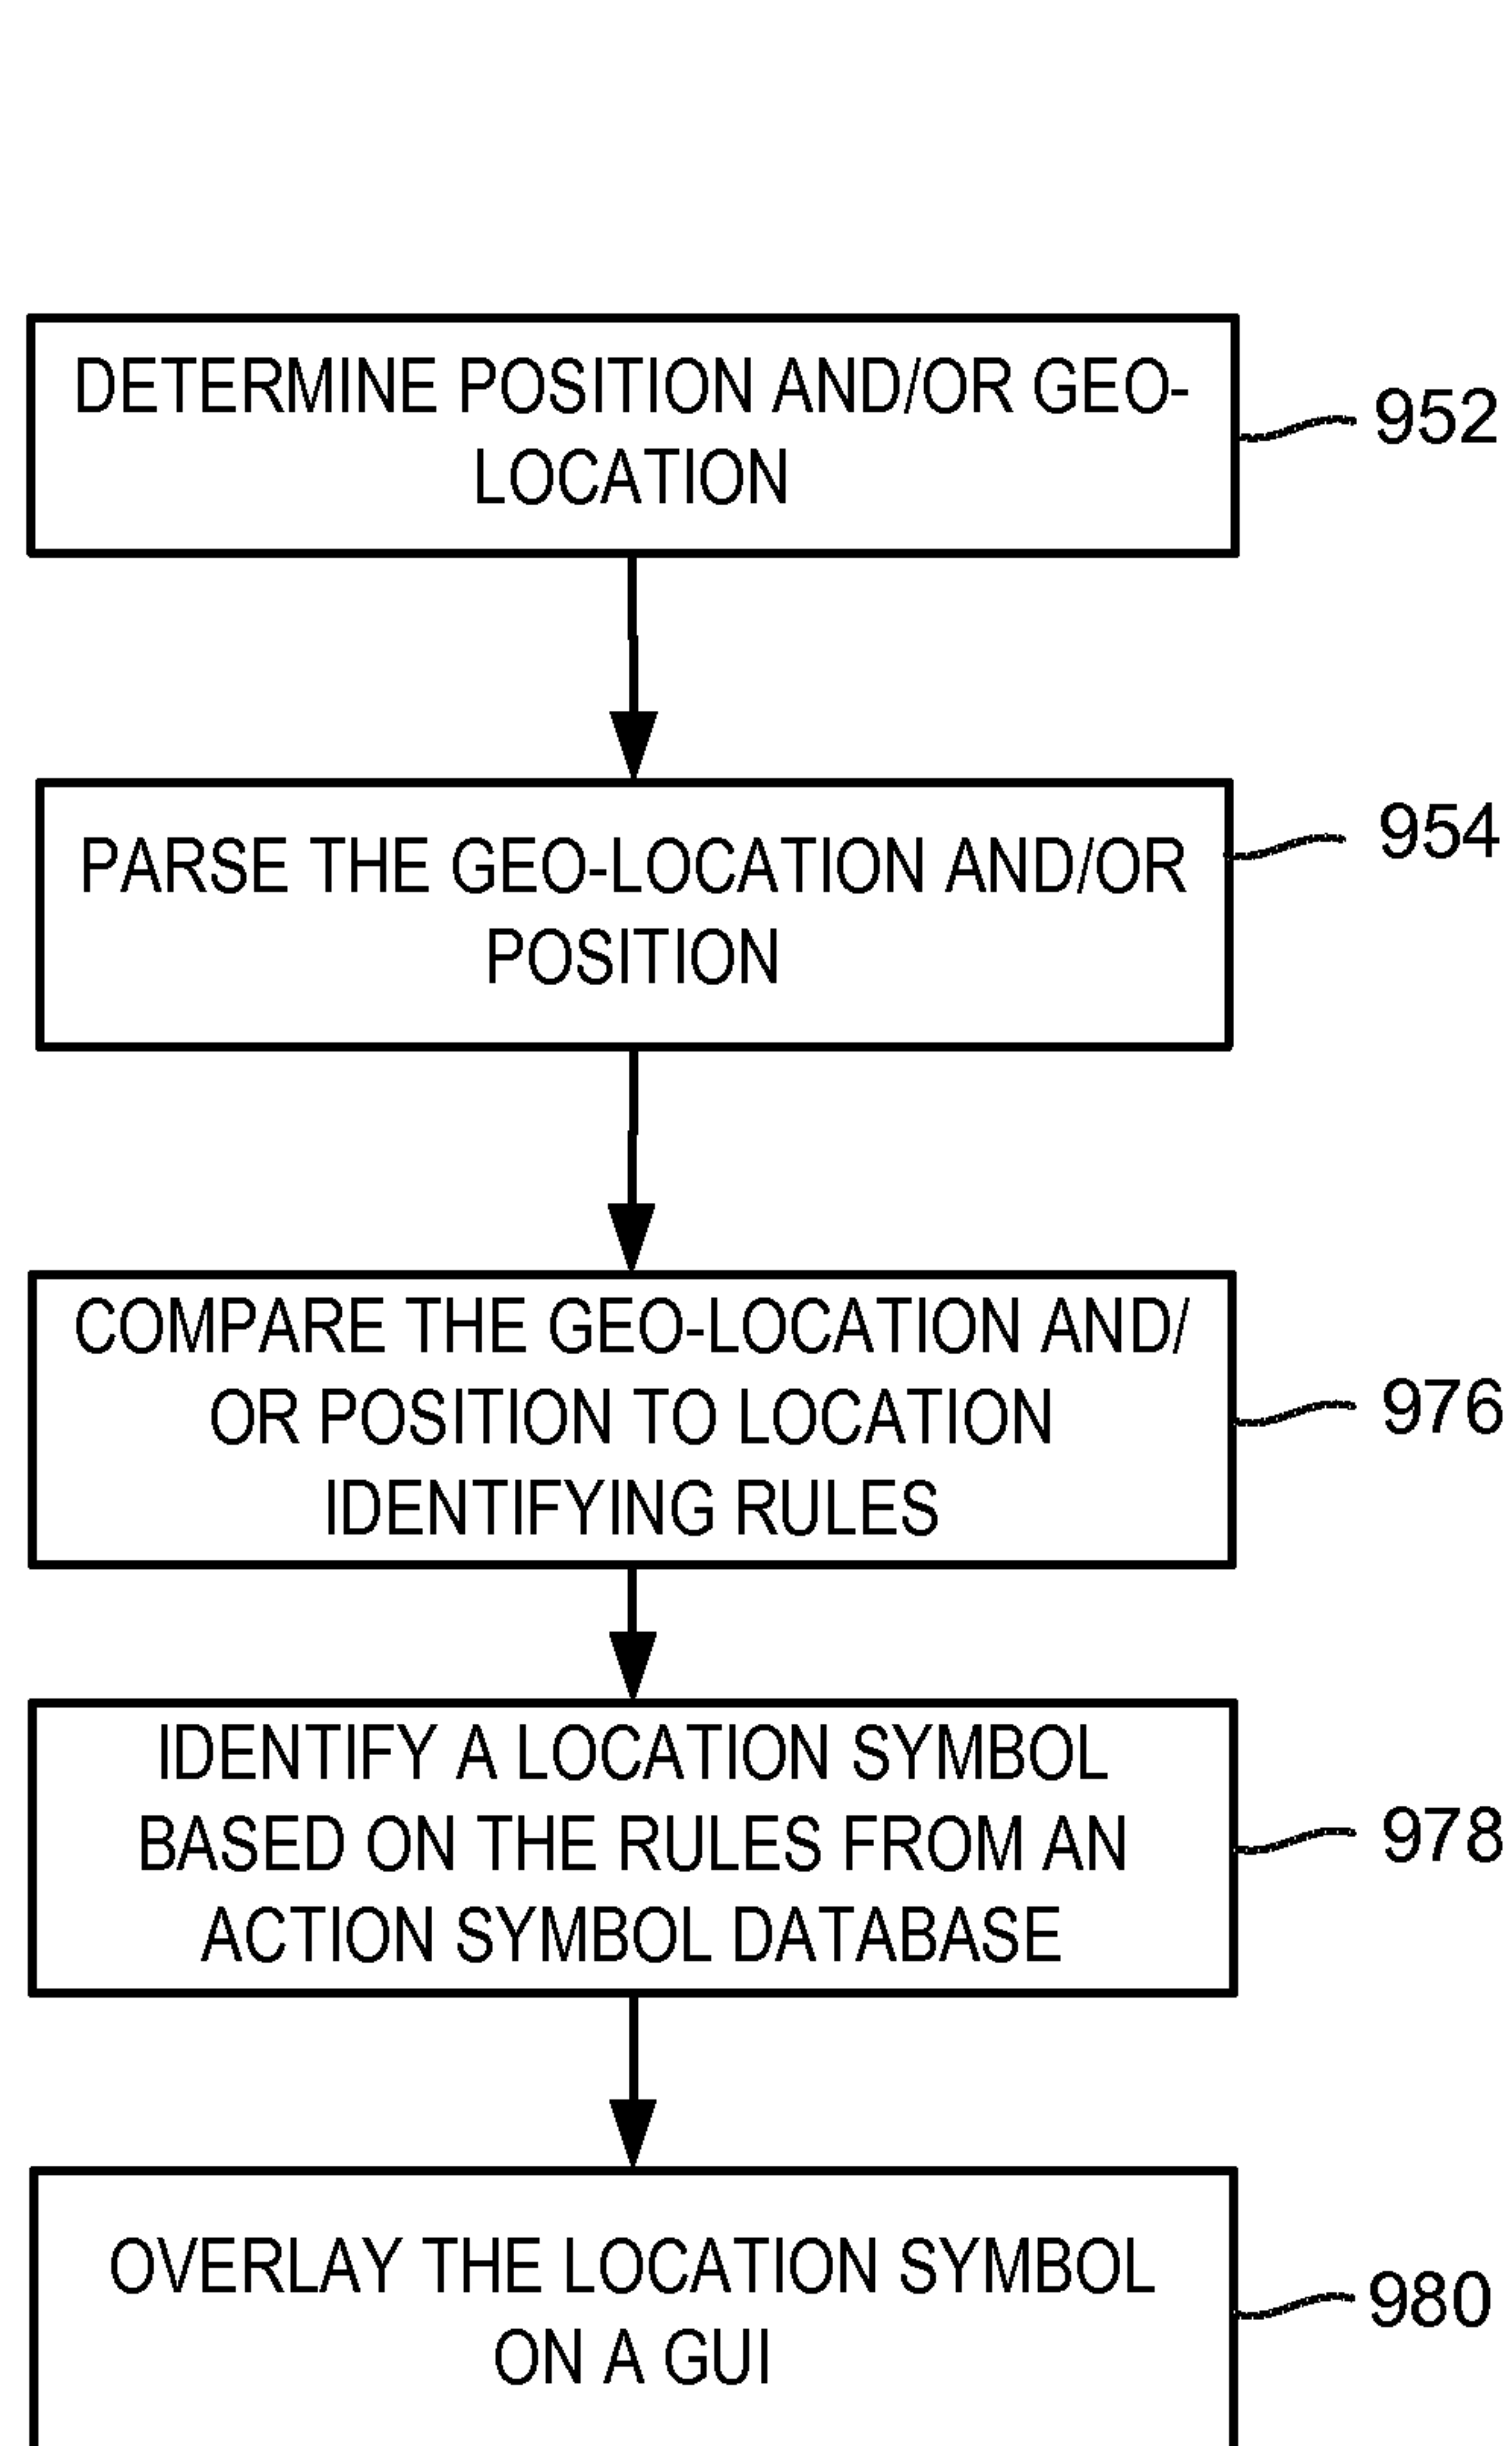 DETERMINE POSITION AND/OR GEO-
LOCATION
952
PARSE THE GEO-LOCATION AND/OR
POSITION
954
COMPARE THE GEO-LOCATION AND/
OR POSITION TO LOCATION
IDENTIFYING RULES
976
IDENTIFY A LOCATION SYMBOL
BASED ON THE RULES FROM AN
ACTION SYMBOL DATABASE
978
OVERLAY THE LOCATION SYMBOL
ON A GUI
980